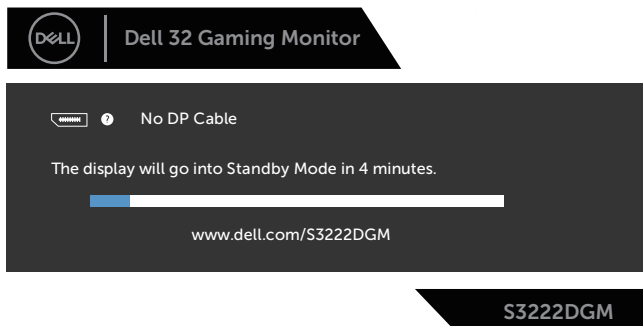 DELL
Dell 32 Gaming Monitor
? No DP Cable
The display will go into Standby Mode in 4 minutes.
www.dell.com/S3222DGM
S3222DGM